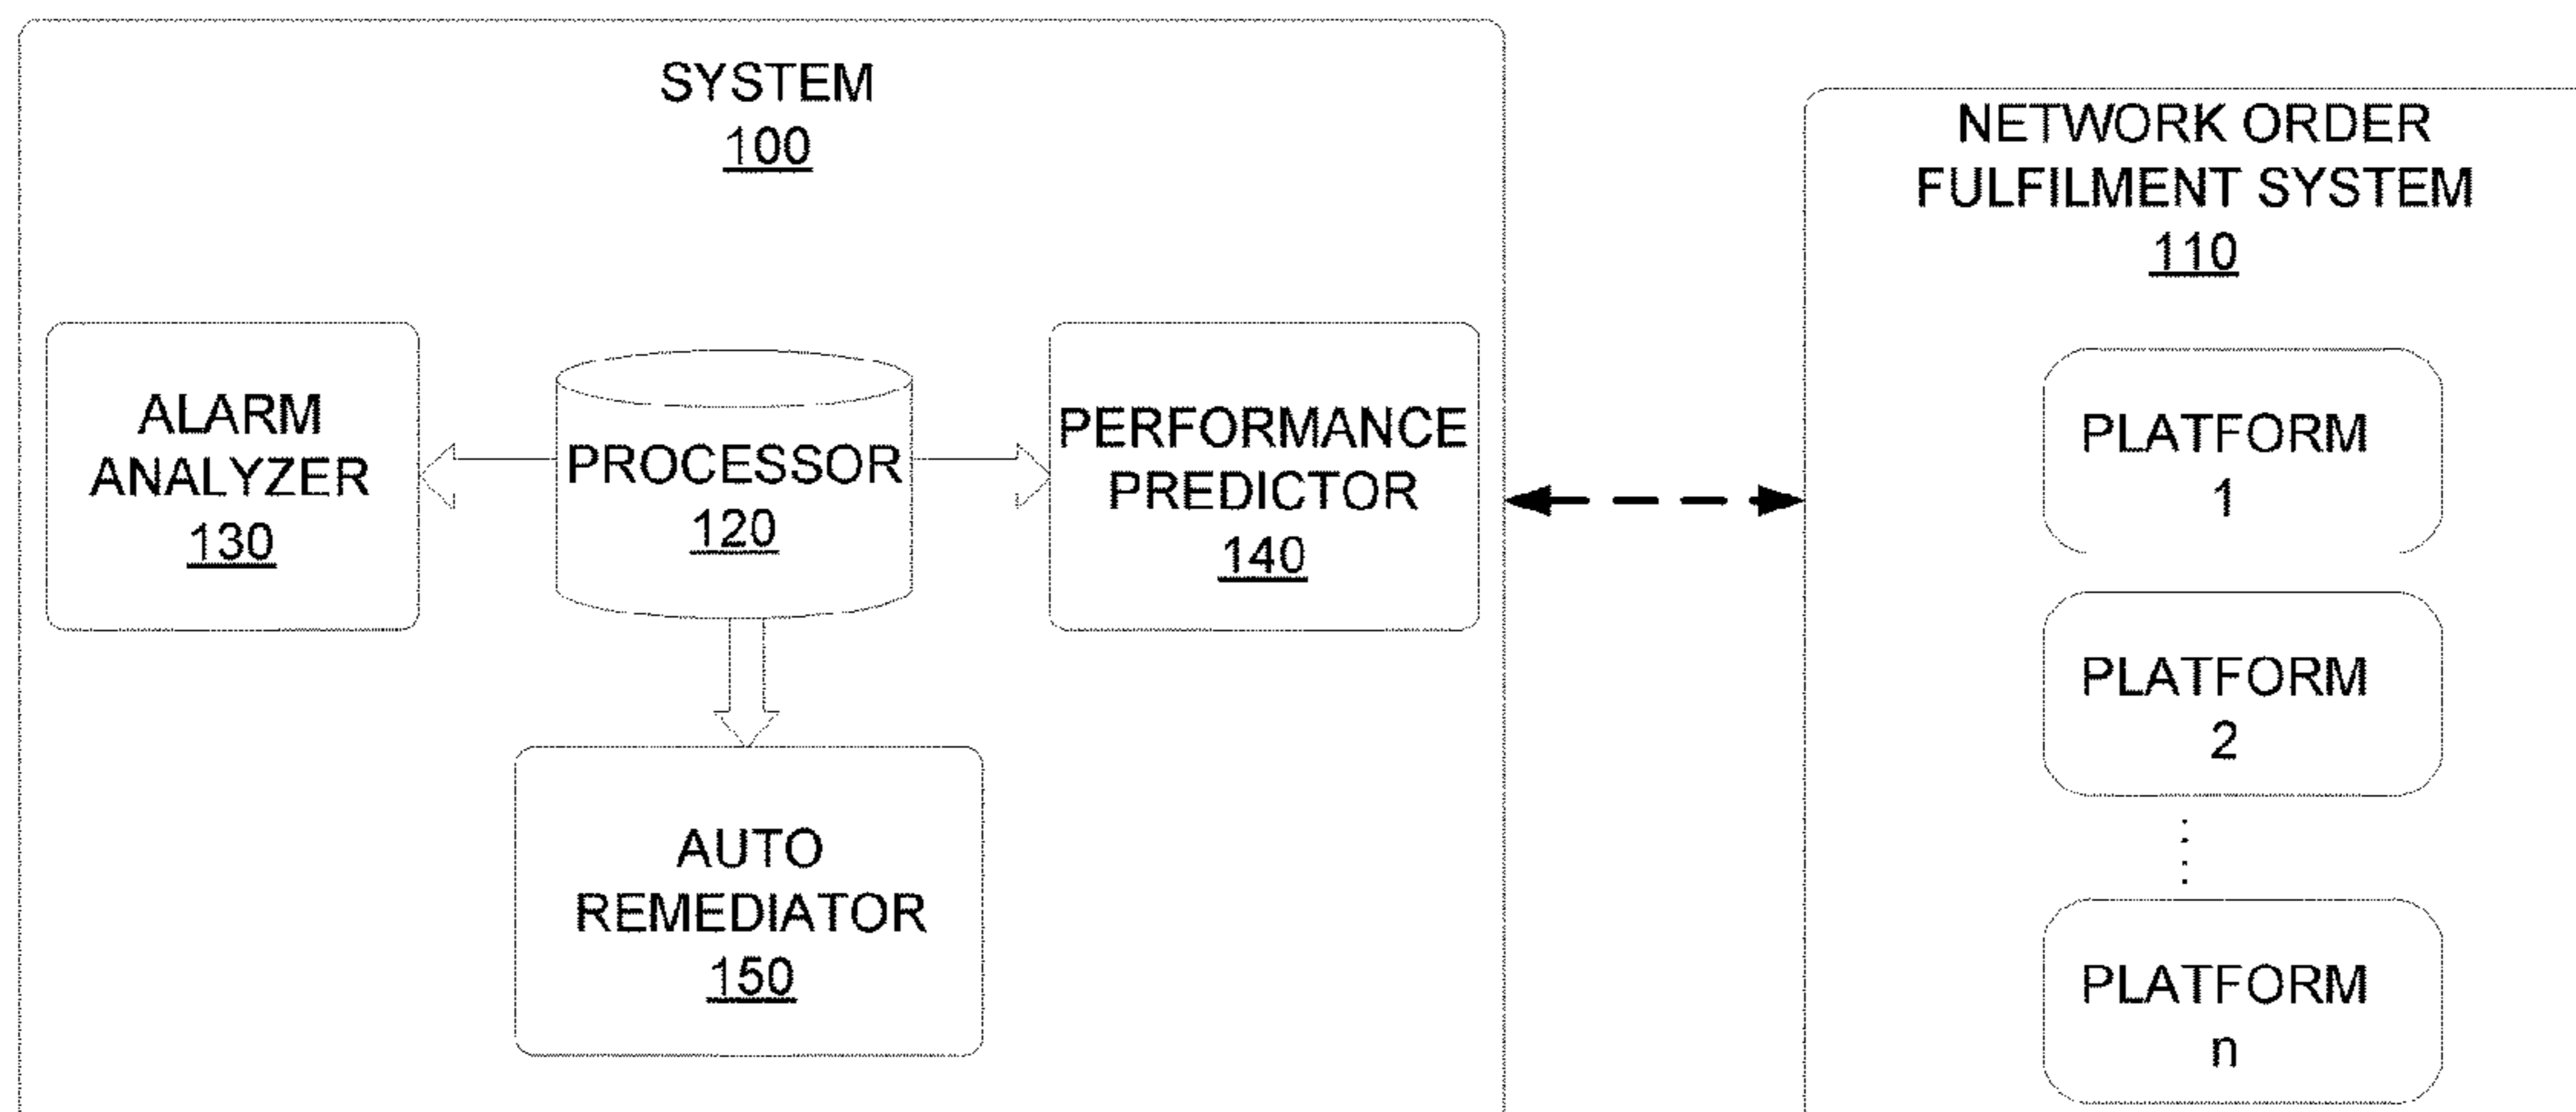 SYSTEM
100
ALARM
ANALYZER
130
PROCESSOR
120
PERFORMANCE
PREDICTOR
140
AUTO
REMEDIATOR
150
NETWORK ORDER
FULFILMENT SYSTEM
110
PLATFORM
1
PLATFORM
2
PLATFORM
n